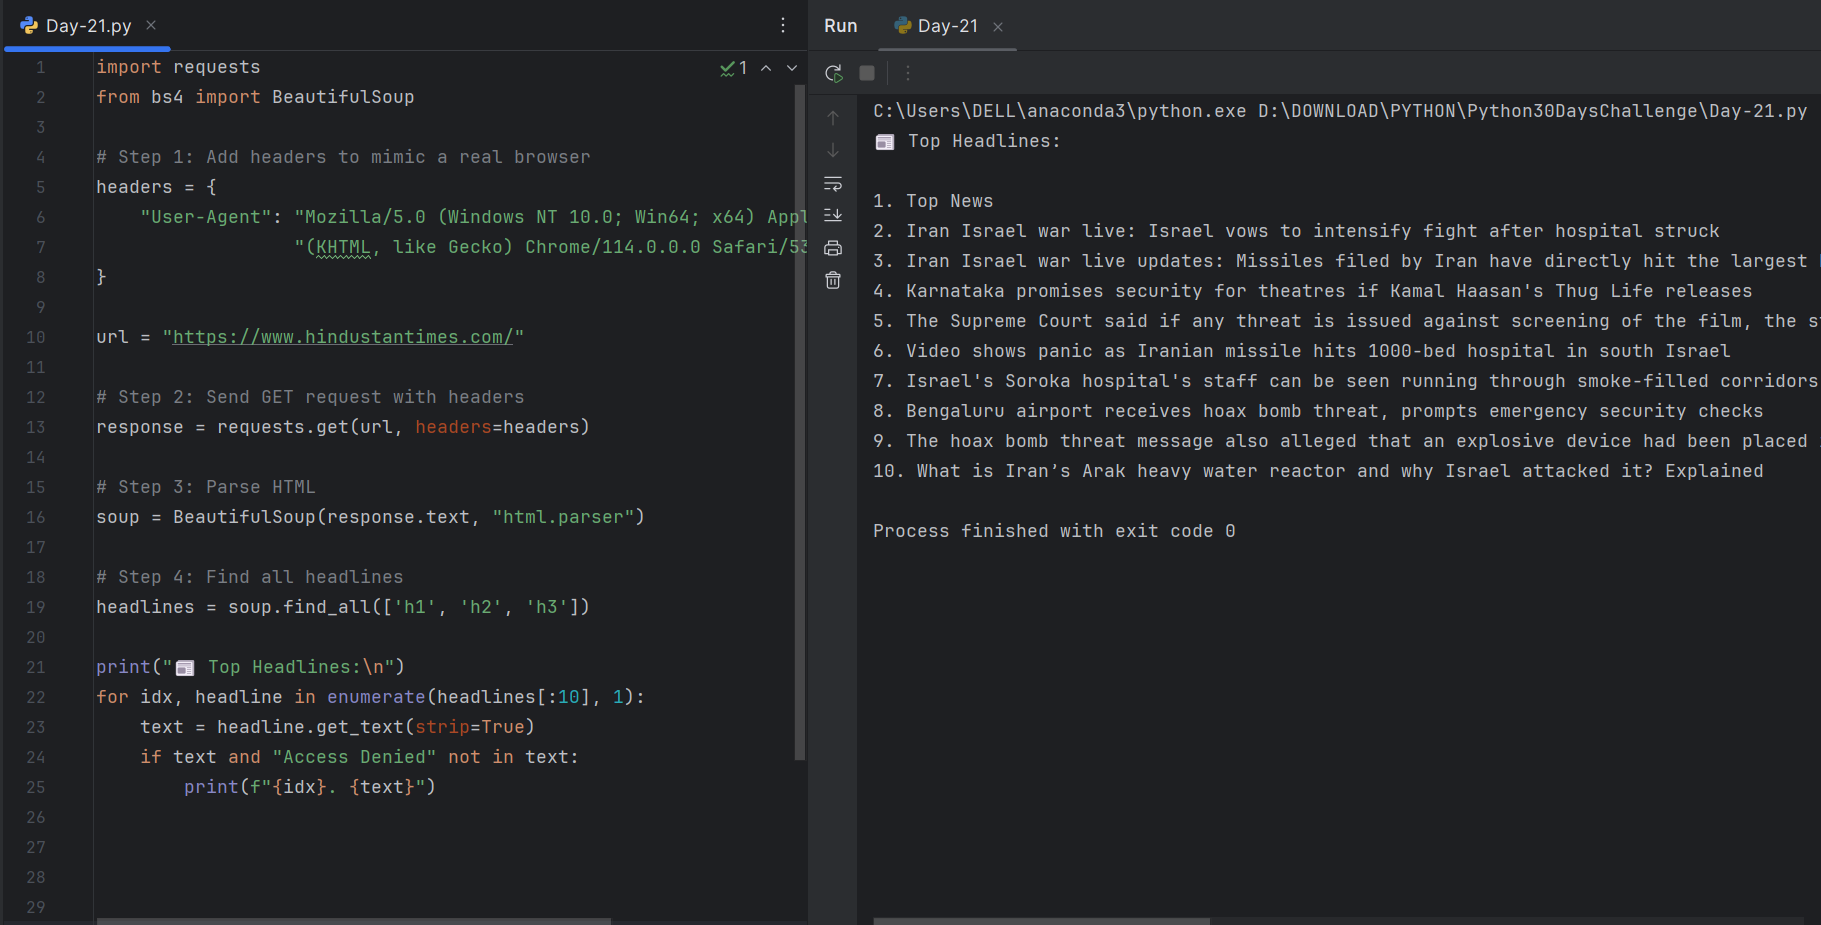 Day-21.py
1 import requests
2 from bs4 import BeautifulSoup
3
4 # Step 1: Add headers to mimic a real browser
5 headers = {
6 "User-Agent": "Mozilla/5.0 (Windows NT 10.0; Win64; x64) Appl
7 "(KHTML, like Gecko) Chrome/114.0.0.0 Safari/53
8 }
9
10 url = "https://www.hindustantimes.com/"
11
12 # Step 2: Send GET request with headers
13 response = requests.get(url, headers=headers)
14
15 # Step 3: Parse HTML
16 soup = BeautifulSoup(response.text, "html.parser")
17
18 # Step 4: Find all headlines
19 headlines = soup.find_all(['h1', 'h2', 'h3'])
20
21 print("📰 Top Headlines:\n")
22 for idx, headline in enumerate(headlines[:10], 1):
23 text = headline.get_text(strip=True)
24 if text and "Access Denied" not in text:
25 print(f"{idx}. {text}")
26
27
28
29
1
Run Day-21
C:\Users\DELL\anaconda3\python.exe D:\DOWNLOAD\PYTHON\Python30DaysChallenge\Day-21.py
📰 Top Headlines:
1. Top News
2. Iran Israel war live: Israel vows to intensify fight after hospital struck
3. Iran Israel war live updates: Missiles filed by Iran have directly hit the largest
4. Karnataka promises security for theatres if Kamal Haasan's Thug Life releases
5. The Supreme Court said if any threat is issued against screening of the film, the s
6. Video shows panic as Iranian missile hits 1000-bed hospital in south Israel
7. Israel's Soroka hospital's staff can be seen running through smoke-filled corridors
8. Bengaluru airport receives hoax bomb threat, prompts emergency security checks
9. The hoax bomb threat message also alleged that an explosive device had been placed
10. What is Iran’s Arak heavy water reactor and why Israel attacked it? Explained
Process finished with exit code 0